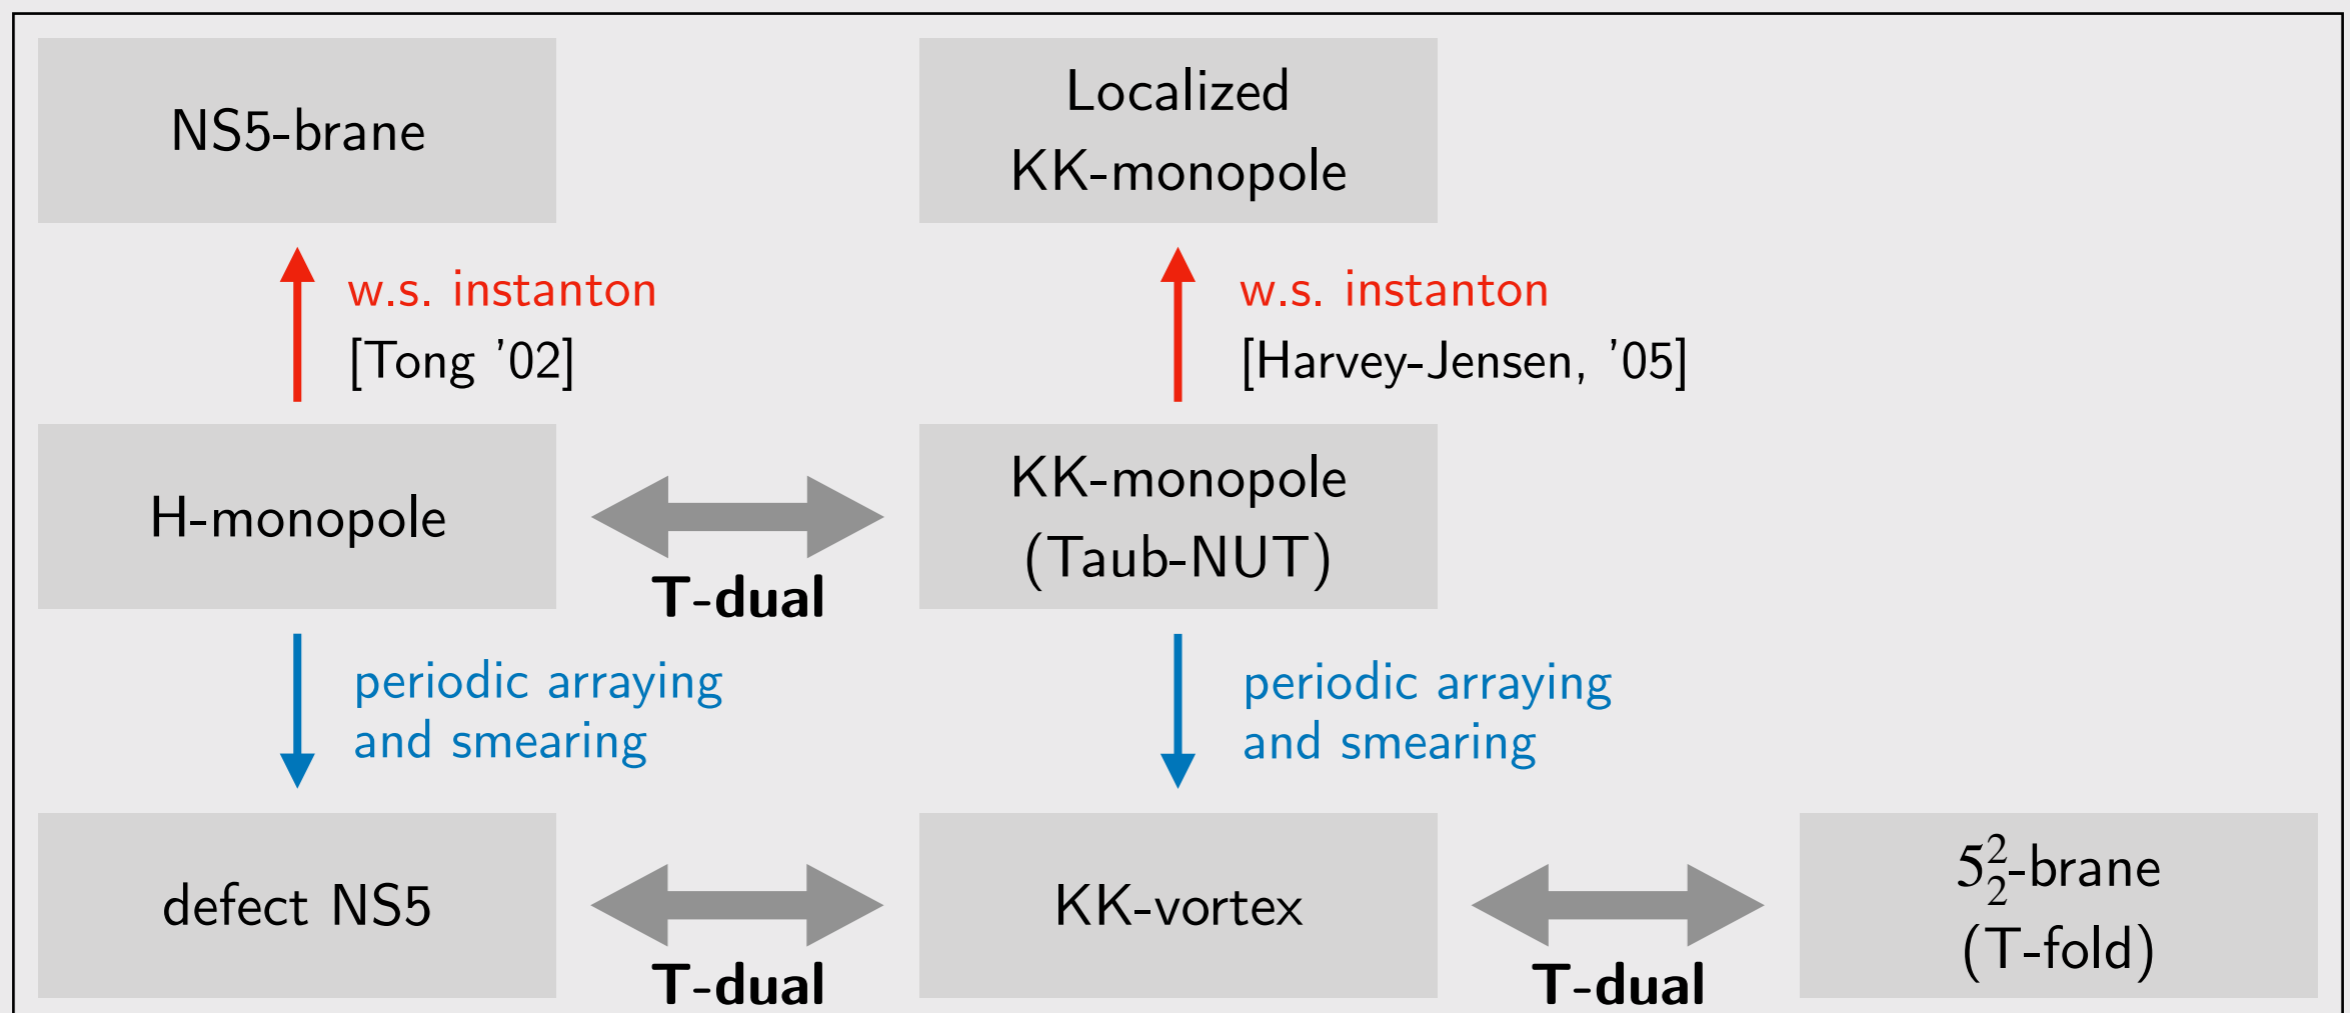 NS5-brane
Localized
KK-monopole
w.s. instanton
[Tong '02]
w.s. instanton
[Harvey-Jensen, '05]
H-monopole
T-dual
KK-monopole
(Taub-NUT)
periodic arraying
and smearing
periodic arraying
and smearing
defect NS5
T-dual
KK-vortex
T-dual
5₂²-brane
(T-fold)